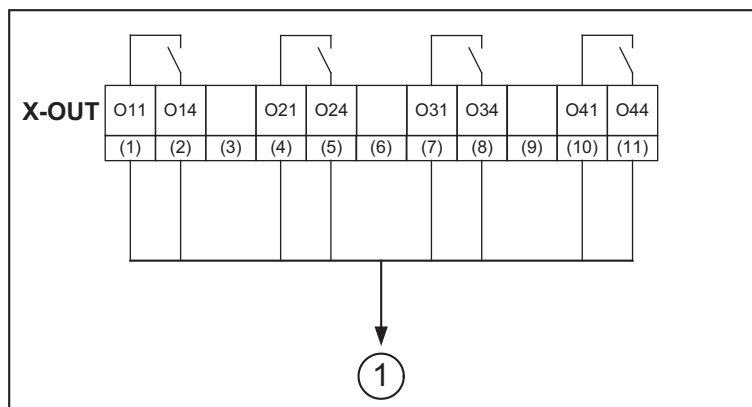 X-OUT O11 O14 O21 O24 O31 O34 O41 O44
(1) (2) (3) (4) (5) (6) (7) (8) (9) (10) (11)
1